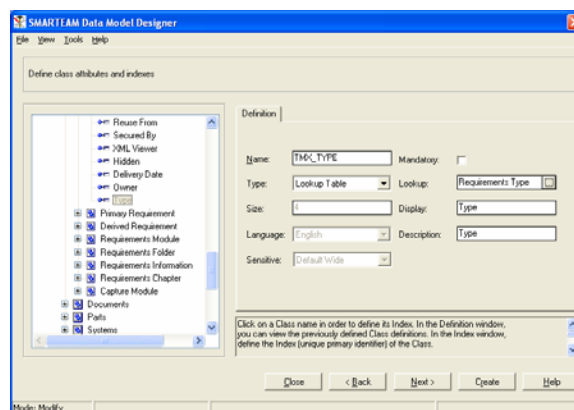 SMARTEAM Data Model Designer
File View Tools Help
Define class attributes and indexes
Reuse From
Secured By
XML Viewer
Hidden
Delivery Date
Owner
Type
Primary Requirement
Derived Requirement
Requirements Module
Requirements Folder
Requirements Information
Requirements Chapter
Capture Module
Documents
Parts
Systems
Definition
Name: TMX_TYPE Mandatory:
Type: Lookup Table Lookup: Requirements Type
Size: 4 Display: Type
Language: English Description: Type
Sensitive: Default Wide
Click on a Class name in order to define its Index. In the Definition window,
you can view the previously defined Class definitions. In the Index window,
define the Index (unique primary identifier) of the Class.
Close < Back Next > Create Help
Mode: Modify